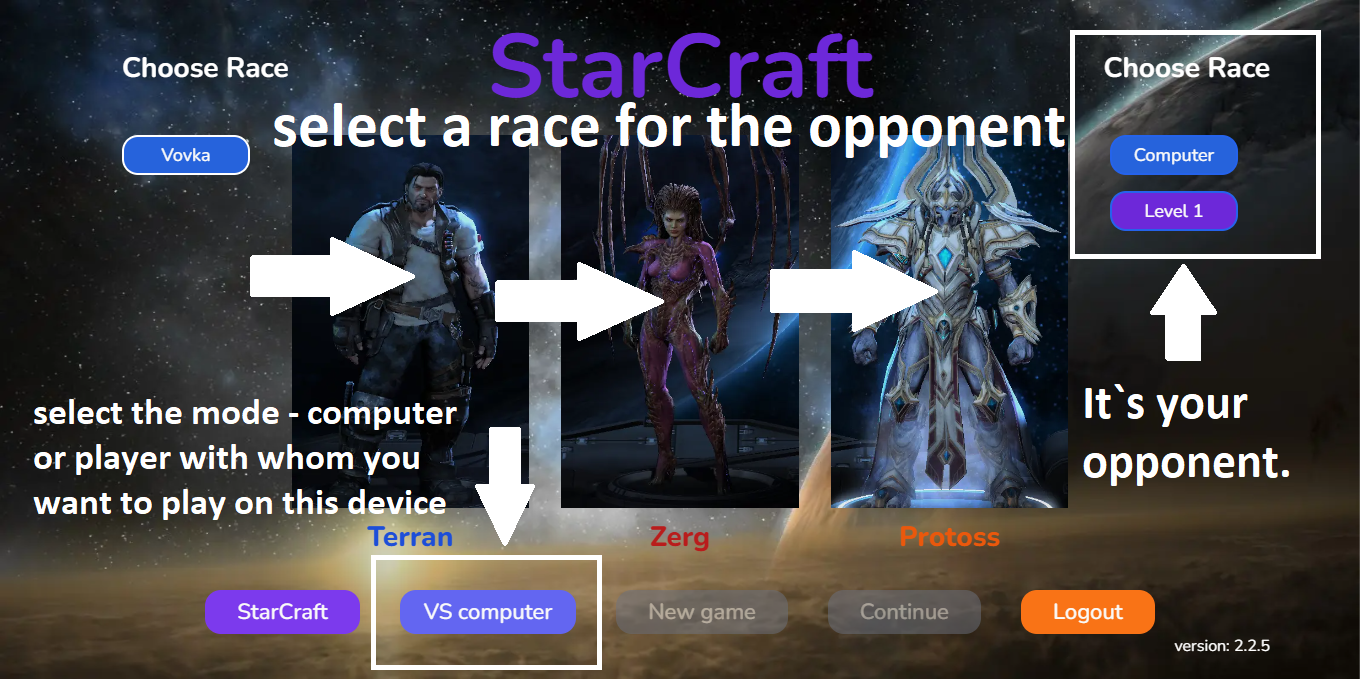 StarCraft
Choose Race
Choose Race
select a race for the opponent
Vovka
Computer
Level 1
It`s your
opponent.
select the mode - computer
or player with whom you
want to play on this device
Terran
Zerg
Protoss
StarCraft
VS computer
New game
Continue
Logout
version: 2.2.5